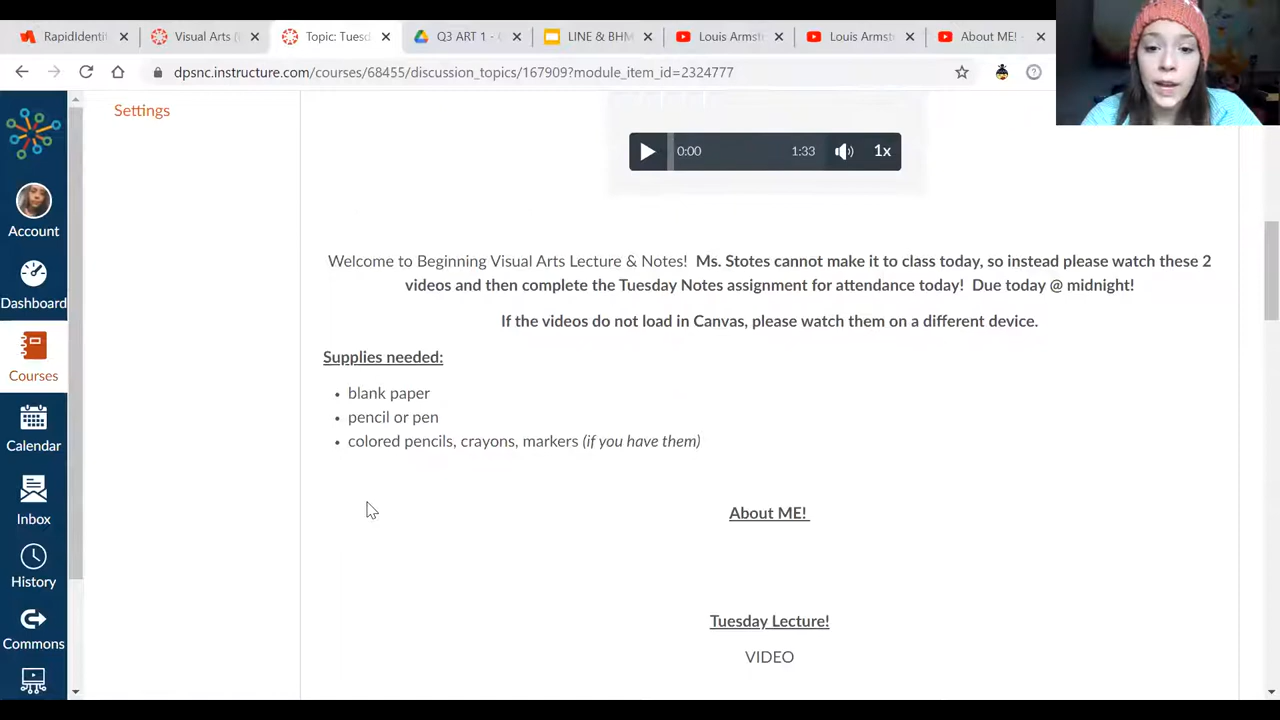 RapidIdenti
Visual Arts (
Topic: Tuesd
Q3 ART 1 -
LINE & BHM
Louis Armst
Louis Armst
About ME! -
dpsnc.instructure.com/courses/68455/discussion_topics/167909?module_item_id=2324777
Settings
0:00 1:33 1x
Account
Dashboard
Courses
Calendar
Inbox
History
Commons
Welcome to Beginning Visual Arts Lecture & Notes! Ms. Stotes cannot make it to class today, so instead please watch these 2
videos and then complete the Tuesday Notes assignment for attendance today! Due today @ midnight!
If the videos do not load in Canvas, please watch them on a different device.
Supplies needed:
• blank paper
• pencil or pen
• colored pencils, crayons, markers (if you have them)
About ME!
Tuesday Lecture!
VIDEO